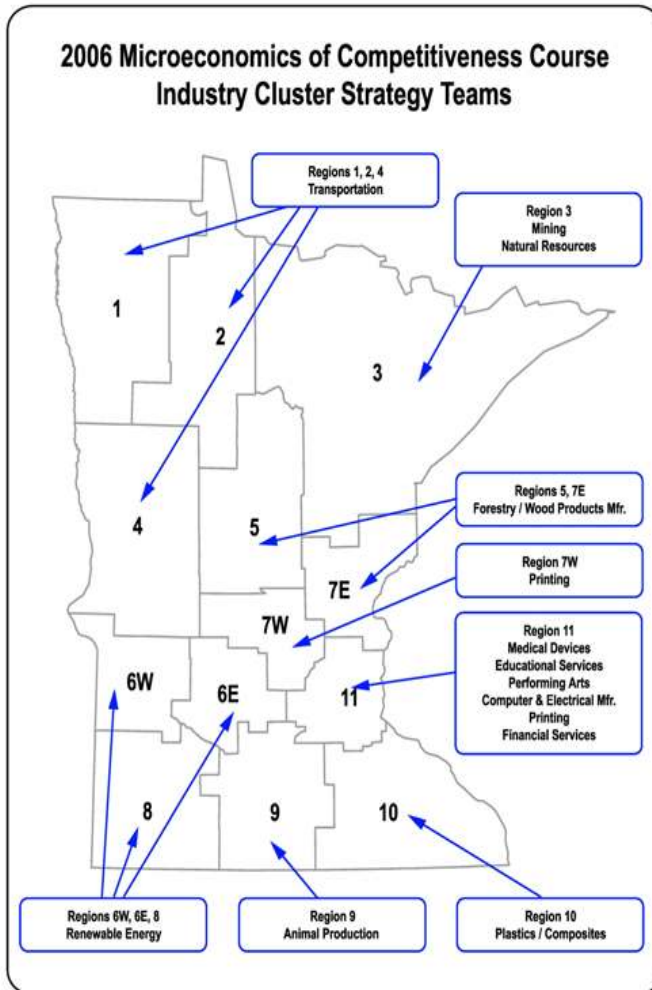 2006 Microeconomics of Competitiveness Course
Industry Cluster Strategy Teams
Regions 1, 2, 4
Transportation
Region 3
Mining
Natural Resources
1
2
3
4
5
Regions 5, 7E
Forestry / Wood Products Mfr.
7E
Region 7W
Printing
7W
Region 11
Medical Devices
Educational Services
Performing Arts
Computer & Electrical Mfr.
Printing
Financial Services
6W
6E
11
8
9
10
Regions 6W, 6E, 8
Renewable Energy
Region 9
Animal Production
Region 10
Plastics / Composites